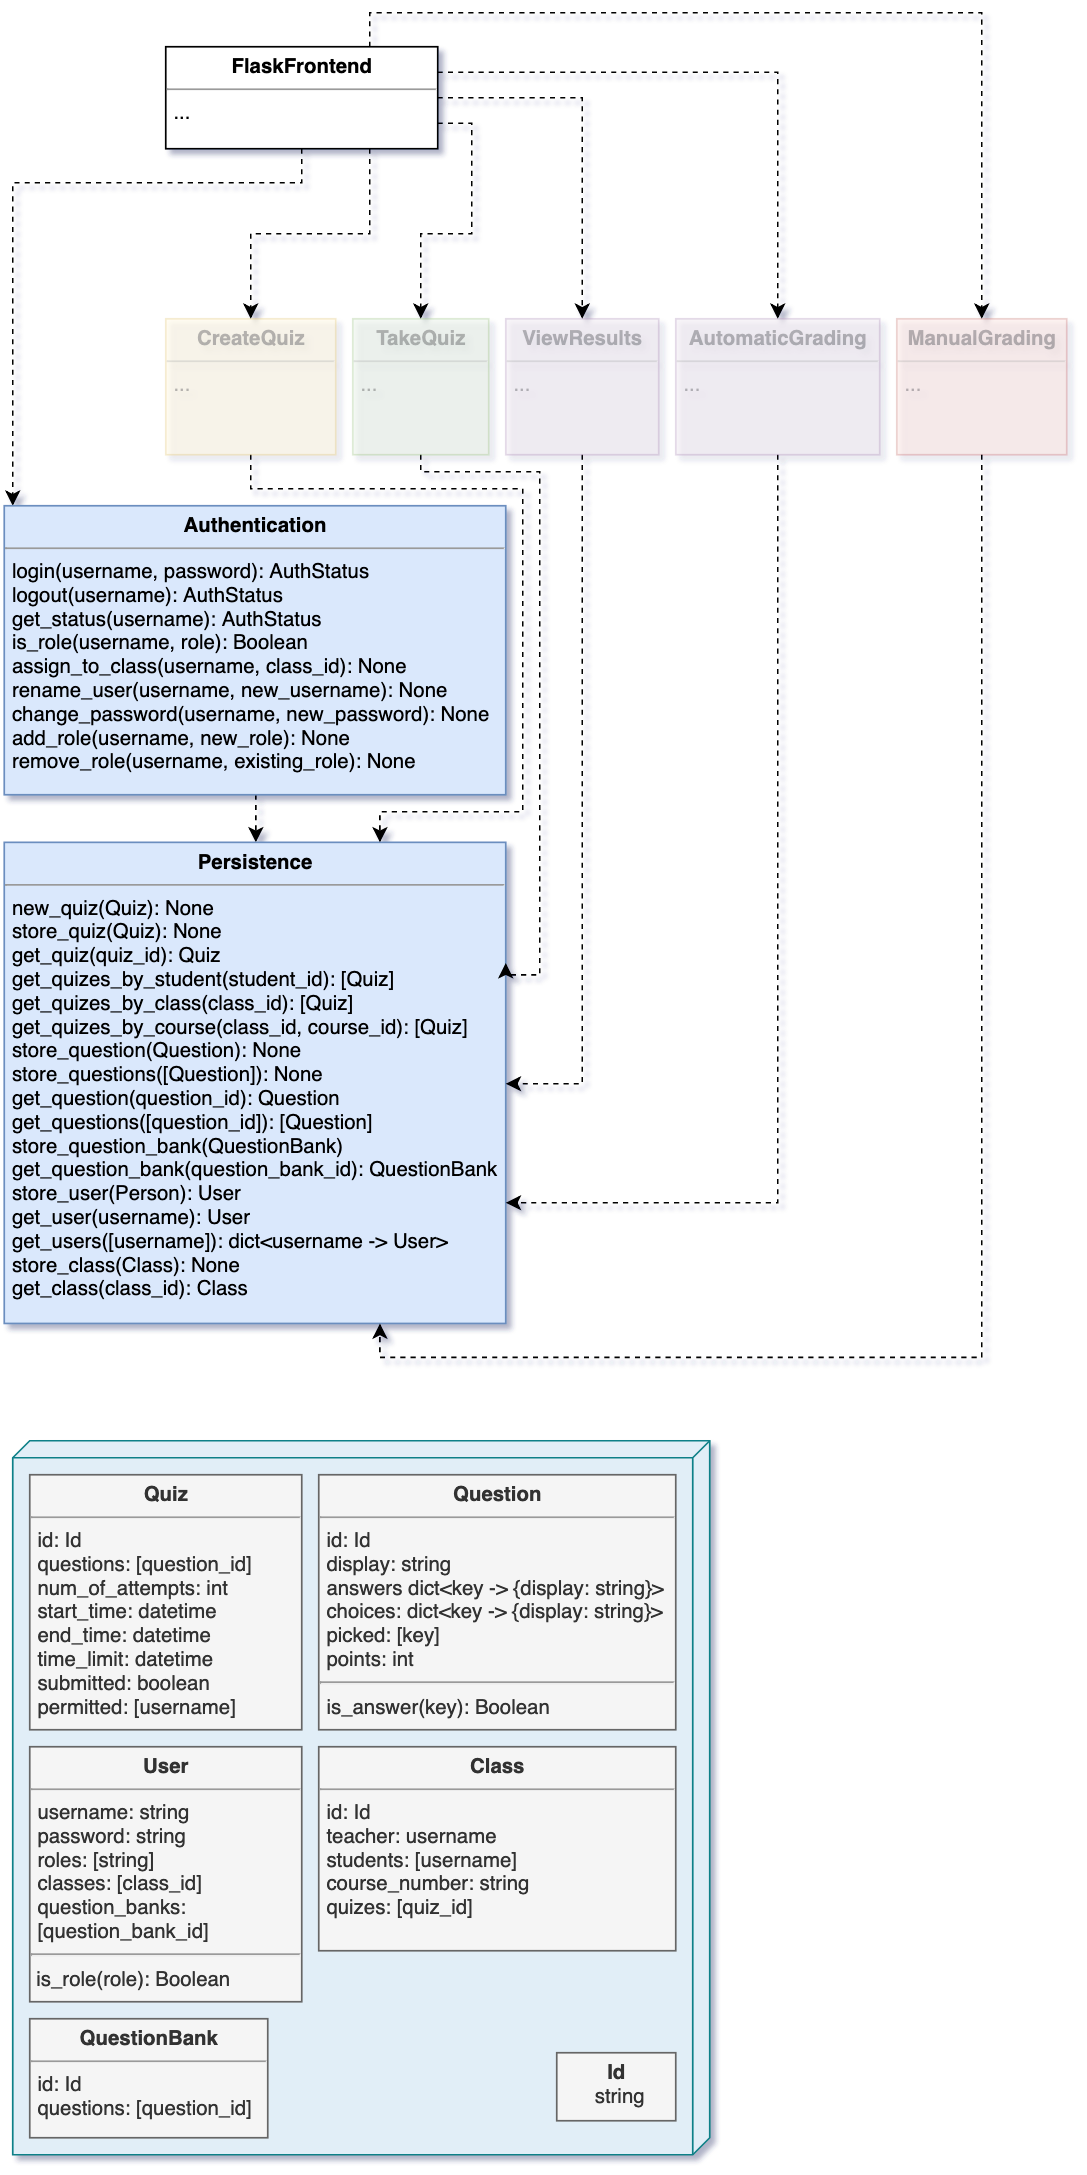 FlaskFrontend
...
CreateQuiz
...
TakeQuiz
...
ViewResults
...
AutomaticGrading
...
ManualGrading
...
Authentication
login(username, password): AuthStatus
logout(username): AuthStatus
get_status(username): AuthStatus
is_role(username, role): Boolean
assign_to_class(username, class_id): None
rename_user(username, new_username): None
change_password(username, new_password): None
add_role(username, new_role): None
remove_role(username, existing_role): None
Persistence
new_quiz(Quiz): None
store_quiz(Quiz): None
get_quiz(quiz_id): Quiz
get_quizes_by_student(student_id): [Quiz]
get_quizes_by_class(class_id): [Quiz]
get_quizes_by_course(class_id, course_id): [Quiz]
store_question(Question): None
store_questions([Question]): None
get_question(question_id): Question
get_questions([question_id]): [Question]
store_question_bank(QuestionBank)
get_question_bank(question_bank_id): QuestionBank
store_user(Person): User
get_user(username): User
get_users([username]): dict<username -> User>
store_class(Class): None
get_class(class_id): Class
Quiz
id: Id
questions: [question_id]
num_of_attempts: int
start_time: datetime
end_time: datetime
time_limit: datetime
submitted: boolean
permitted: [username]
Question
id: Id
display: string
answers dict<key -> {display: string}>
choices: dict<key -> {display: string}>
picked: [key]
points: int
is_answer(key): Boolean
User
username: string
password: string
roles: [string]
classes: [class_id]
question_banks:
[question_bank_id]
is_role(role): Boolean
Class
id: Id
teacher: username
students: [username]
course_number: string
quizes: [quiz_id]
QuestionBank
id: Id
questions: [question_id]
Id
string